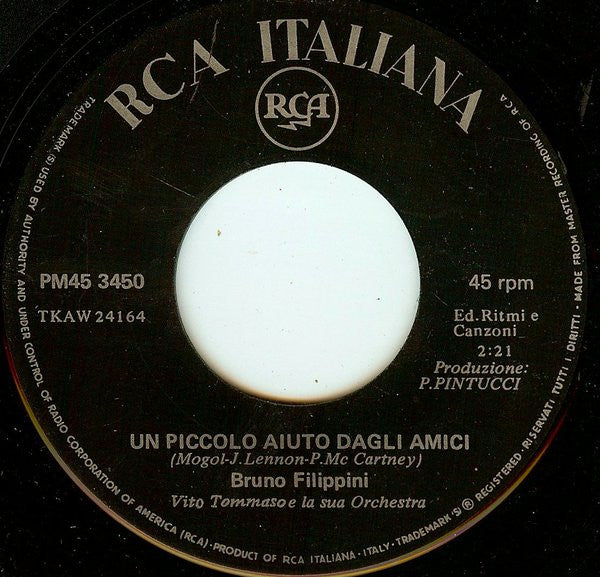 RCA ITALIANA
RCA
PM45 3450
TKAW 24164
45 rpm
Ed. Ritmi e
Canzoni
2:21
Produzione:
P.PINTUCCI
UN PICCOLO AIUTO DAGLI AMICI
(Mogol-J.Lennon-P.Mc Cartney)
Bruno Filippini
Vito Tommaso e la sua Orchestra
TRADEMARK(S) USED BY AUTHORITY AND UNDER CONTROL OF RADIO CORPORATION OF AMERICA (RCA)·PRODUCT OF RCA ITALIANA·ITALY·TRADEMARK(S) ® REGISTERED·RISERVATI TUTTI I DIRITTI·MADE FROM MASTER RECORDING OF RCA